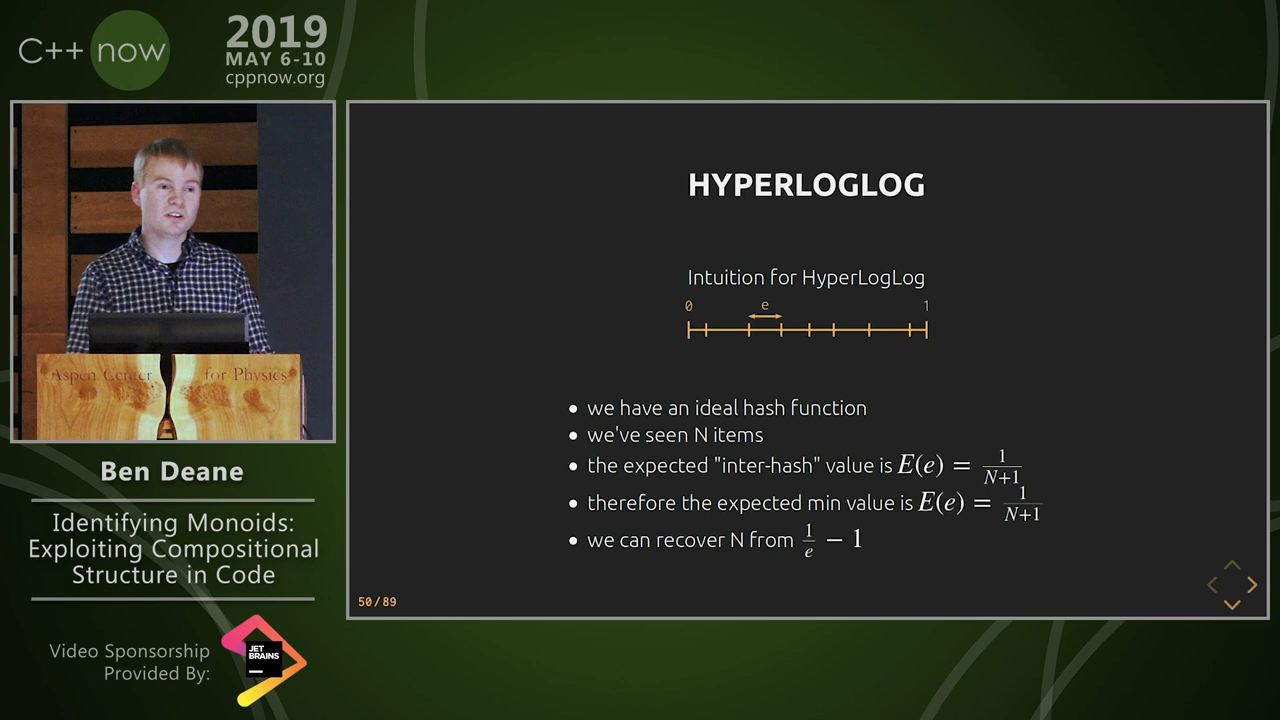 C++ now
2019
MAY 6-10
cppnow.org
Aspen Center for Physics
Ben Deane
Identifying Monoids:
Exploiting Compositional
Structure in Code
Video Sponsorship
Provided By:
JET
BRAINS
HYPERLOGLOG
Intuition for HyperLogLog
0 e 1
• we have an ideal hash function
• we've seen N items
• the expected "inter-hash" value is E(e) = 1/(N+1)
• therefore the expected min value is E(e) = 1/(N+1)
• we can recover N from 1/e − 1
50/89